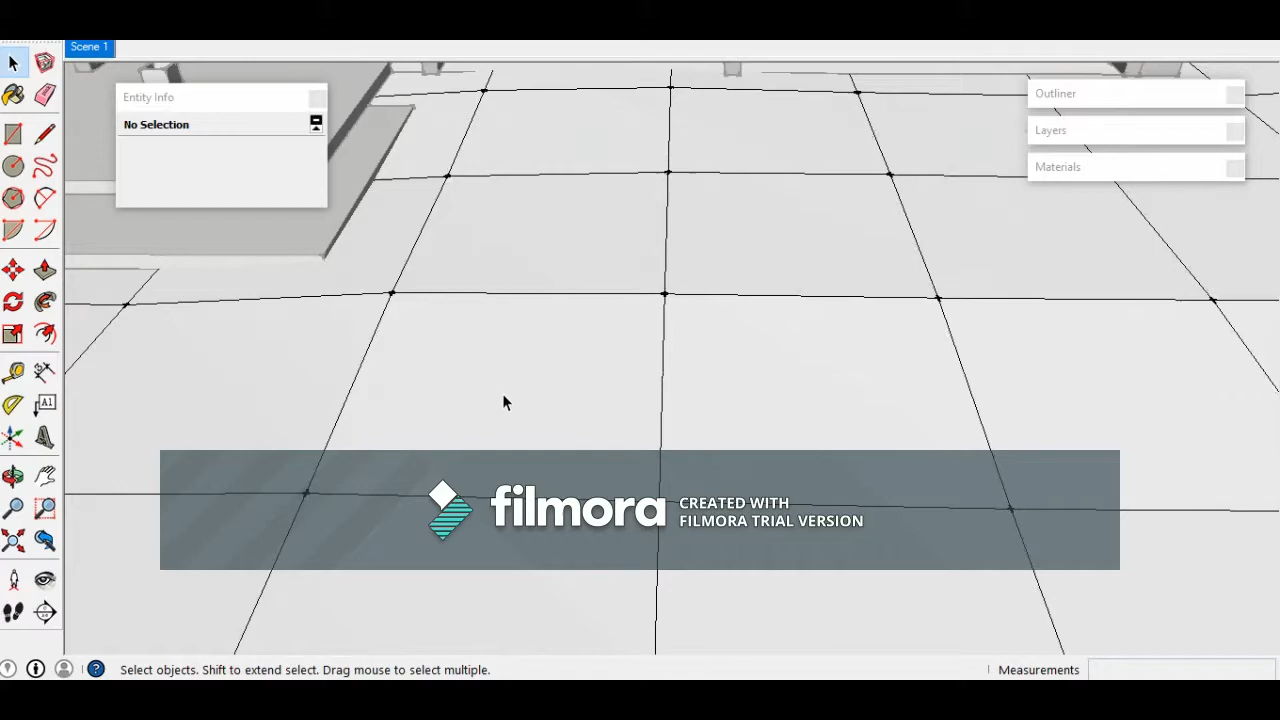 Scene 1
Entity Info
No Selection
Outliner
Layers
Materials
A1
filmora
CREATED WITH
FILMORA TRIAL VERSION
Select objects. Shift to extend select. Drag mouse to select multiple.
Measurements